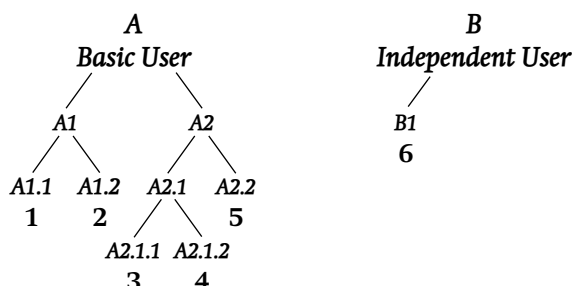 A B
Basic User Independent User
A1 A2 B1
6
A1.1 A1.2 A2.1 A2.2
1 2 5
A2.1.1 A2.1.2
3 4